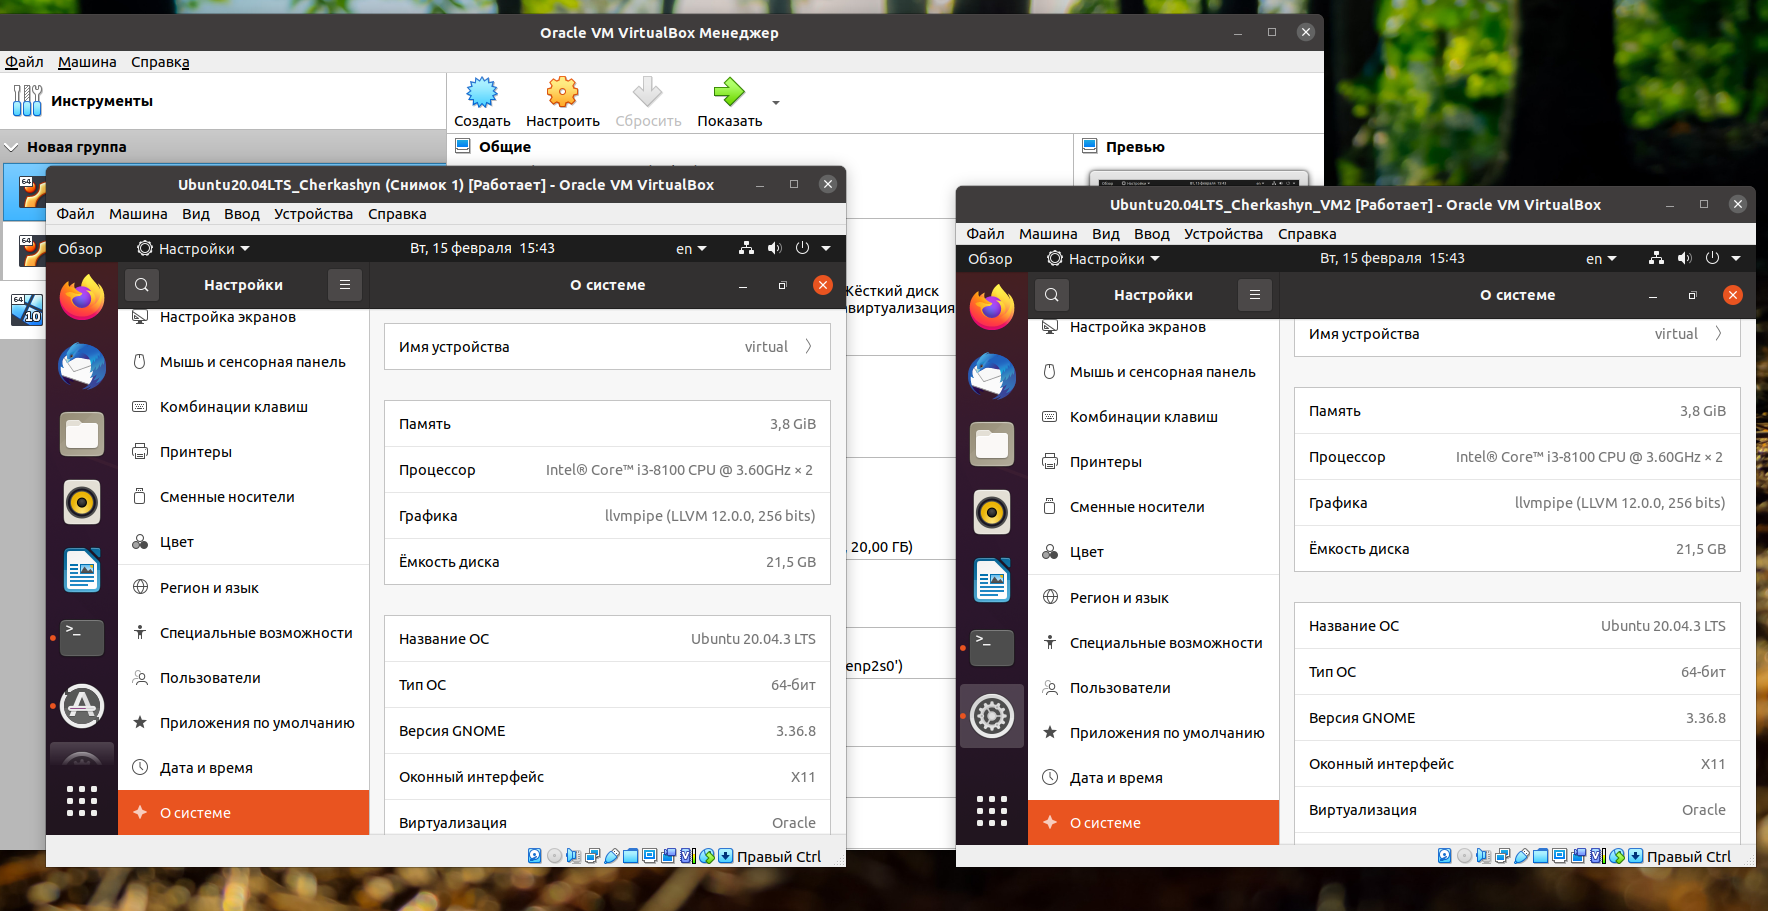 Oracle VM VirtualBox Менеджер
Файл Машина Справка
Инструменты
Создать Настроить Сбросить Показать
Новая группа
Общие
Превью
64
64
64
10
Жёсткий диск
виртуализация
, 20,00 ГБ)
enp2s0')
Ubuntu20.04LTS_Cherkashyn (Снимок 1) [Работает] - Oracle VM VirtualBox
Файл Машина Вид Ввод Устройства Справка
Обзор Настройки Вт, 15 февраля 15:43 en
Настройки О системе
Настройка экранов
Мышь и сенсорная панель
Комбинации клавиш
Принтеры
Сменные носители
Цвет
Регион и язык
Специальные возможности
Пользователи
Приложения по умолчанию
Дата и время
О системе
Имя устройства virtual
Память 3,8 GiB
Процессор Intel® Core™ i3-8100 CPU @ 3.60GHz × 2
Графика llvmpipe (LLVM 12.0.0, 256 bits)
Ёмкость диска 21,5 GB
Название ОС Ubuntu 20.04.3 LTS
Тип ОС 64-бит
Версия GNOME 3.36.8
Оконный интерфейс X11
Виртуализация Oracle
Правый Ctrl
Ubuntu20.04LTS_Cherkashyn_VM2 [Работает] - Oracle VM VirtualBox
Файл Машина Вид Ввод Устройства Справка
Обзор Настройки Вт, 15 февраля 15:43 en
Настройки О системе
Настройка экранов
Мышь и сенсорная панель
Комбинации клавиш
Принтеры
Сменные носители
Цвет
Регион и язык
Специальные возможности
Пользователи
Приложения по умолчанию
Дата и время
О системе
Имя устройства virtual
Память 3,8 GiB
Процессор Intel® Core™ i3-8100 CPU @ 3.60GHz × 2
Графика llvmpipe (LLVM 12.0.0, 256 bits)
Ёмкость диска 21,5 GB
Название ОС Ubuntu 20.04.3 LTS
Тип ОС 64-бит
Версия GNOME 3.36.8
Оконный интерфейс X11
Виртуализация Oracle
Правый Ctrl